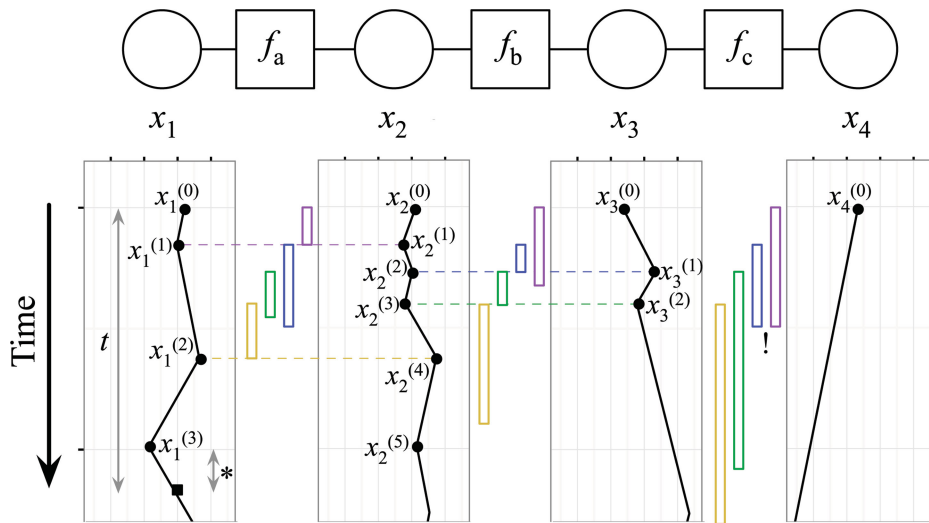 f_a f_b f_c
x_1 x_2 x_3 x_4
x_1^(0) x_2^(0) x_3^(0) x_4^(0)
x_1^(1) x_2^(1)
x_2^(2) x_3^(1)
x_2^(3) x_3^(2)
Time t x_1^(2) !
x_2^(4)
x_1^(3) x_2^(5)
*